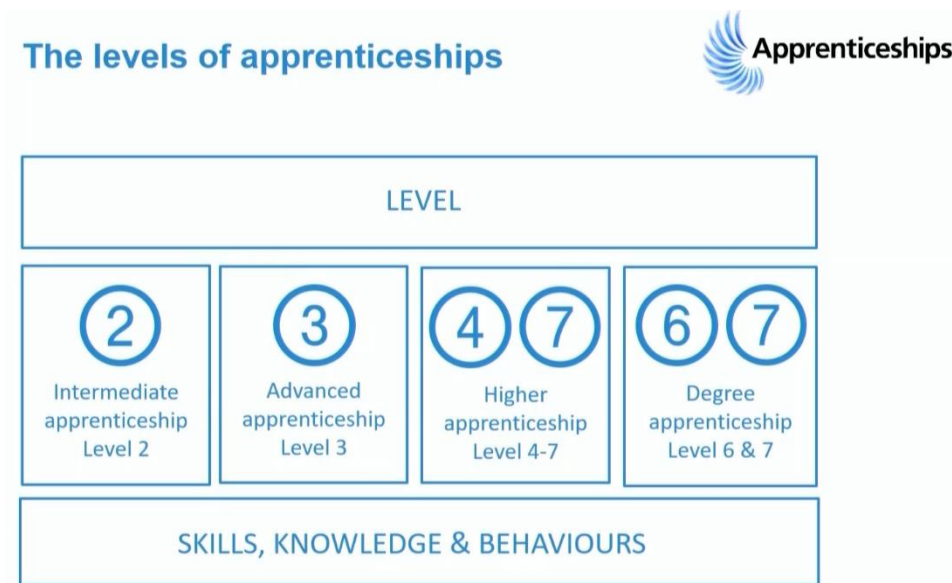 The levels of apprenticeships
Apprenticeships
LEVEL
2
Intermediate
apprenticeship
Level 2
3
Advanced
apprenticeship
Level 3
4 7
Higher
apprenticeship
Level 4-7
6 7
Degree
apprenticeship
Level 6 & 7
SKILLS, KNOWLEDGE & BEHAVIOURS